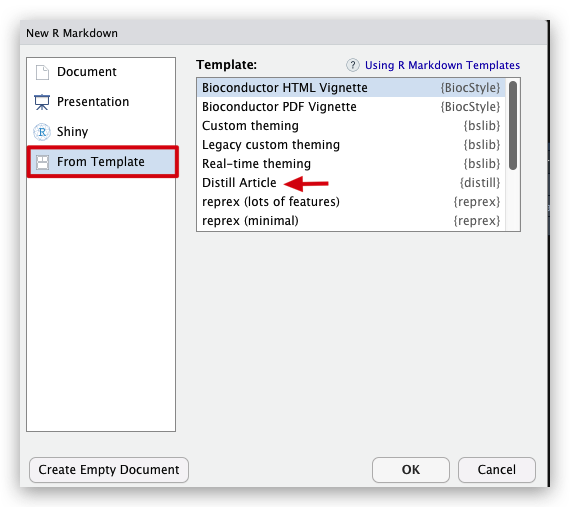 New R Markdown
Document
Presentation
R Shiny
From Template
Template:
? Using R Markdown Templates
Bioconductor HTML Vignette {BiocStyle}
Bioconductor PDF Vignette {BiocStyle}
Custom theming {bslib}
Legacy custom theming {bslib}
Real-time theming {bslib}
Distill Article {distill}
reprex (lots of features) {reprex}
reprex (minimal) {reprex}
Create Empty Document
OK
Cancel